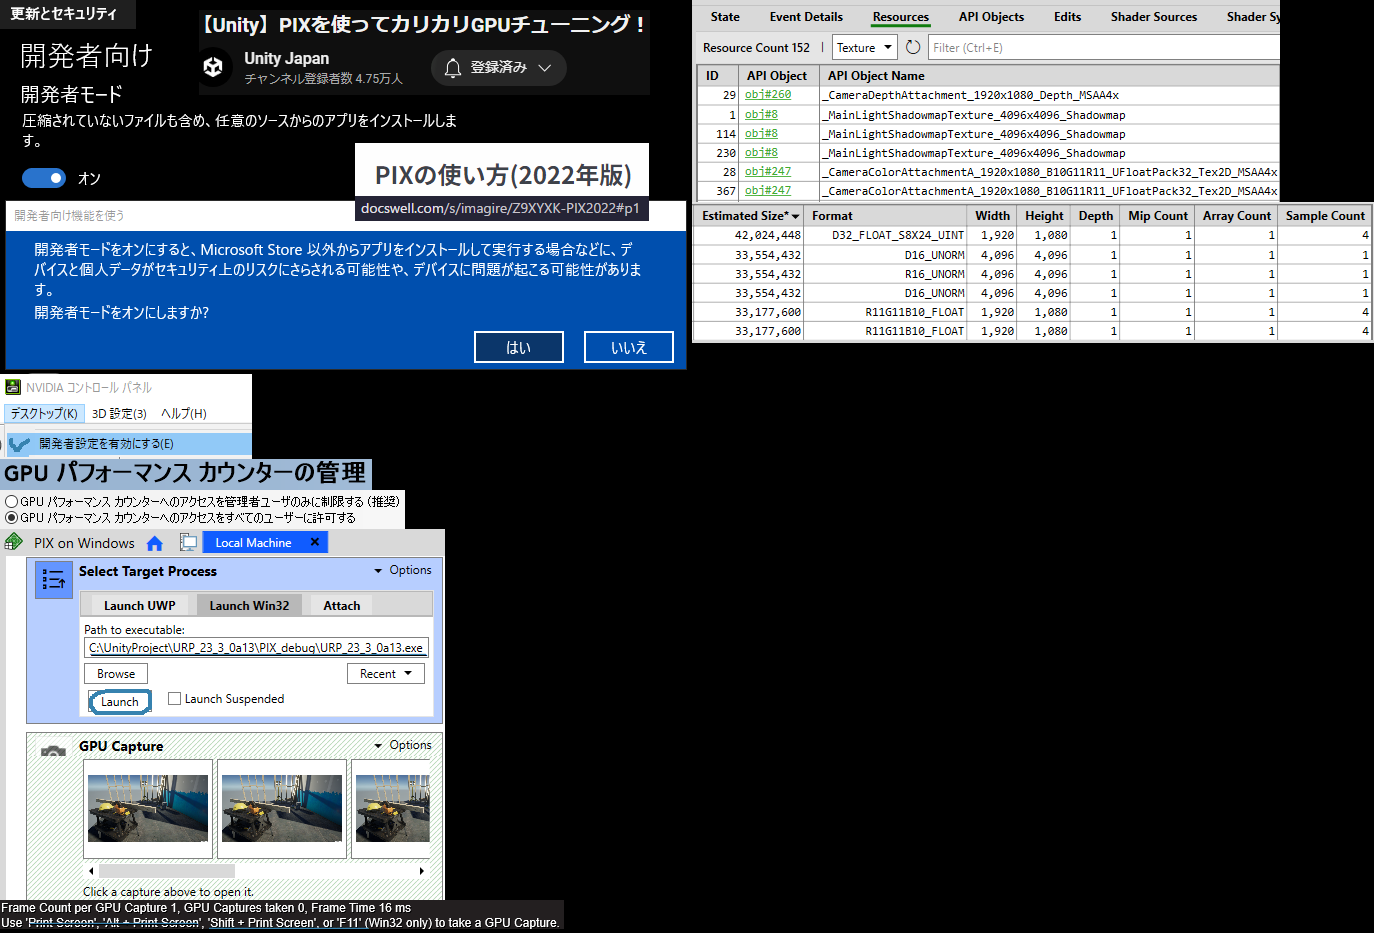 更新とセキュリティ
開発者向け
開発者モード
圧縮されていないファイルも含め、任意のソースからのアプリをインストールしま
す。
オン
【Unity】PIXを使ってカリカリGPUチューニング！
Unity Japan
チャンネル登録者数 4.75万人
登録済み
PIXの使い方(2022年版)
docswell.com/s/imagire/Z9XYXK-PIX2022#p1
開発者向け機能を使う
開発者モードをオンにすると、Microsoft Store 以外からアプリをインストールして実行する場合などに、デ
バイスと個人データがセキュリティ上のリスクにさらされる可能性や、デバイスに問題が起こる可能性がありま
す。
開発者モードをオンにしますか?
はい
いいえ
State Event Details Resources API Objects Edits Shader Sources Shader Sy
Resource Count 152 | Texture Filter (Ctrl+E)
ID API Object API Object Name
29 obj#260 _CameraDepthAttachment_1920x1080_Depth_MSAA4x
1 obj#8 _MainLightShadowmapTexture_4096x4096_Shadowmap
114 obj#8 _MainLightShadowmapTexture_4096x4096_Shadowmap
230 obj#8 _MainLightShadowmapTexture_4096x4096_Shadowmap
28 obj#247 _CameraColorAttachmentA_1920x1080_B10G11R11_UFloatPack32_Tex2D_MSAA4x
367 obj#247 _CameraColorAttachmentA_1920x1080_B10G11R11_UFloatPack32_Tex2D_MSAA4x
Estimated Size* Format Width Height Depth Mip Count Array Count Sample Count
42,024,448 D32_FLOAT_S8X24_UINT 1,920 1,080 1 1 1 4
33,554,432 D16_UNORM 4,096 4,096 1 1 1 1
33,554,432 R16_UNORM 4,096 4,096 1 1 1 1
33,554,432 D16_UNORM 4,096 4,096 1 1 1 1
33,177,600 R11G11B10_FLOAT 1,920 1,080 1 1 1 4
33,177,600 R11G11B10_FLOAT 1,920 1,080 1 1 1 4
NVIDIA コントロール パネル
デスクトップ(K) 3D 設定(3) ヘルプ(H)
開発者設定を有効にする(E)
GPU パフォーマンス カウンターの管理
GPU パフォーマンス カウンターへのアクセスを管理者ユーザのみに制限する (推奨)
GPU パフォーマンス カウンターへのアクセスをすべてのユーザーに許可する
PIX on Windows Local Machine
Select Target Process Options
Launch UWP Launch Win32 Attach
Path to executable:
C:\UnityProject\URP_23_3_0a13\PIX_debug\URP_23_3_0a13.exe
Browse Recent
Launch Launch Suspended
GPU Capture Options
Click a capture above to open it.
Frame Count per GPU Capture 1, GPU Captures taken 0, Frame Time 16 ms
Use 'Print Screen', 'Alt + Print Screen', 'Shift + Print Screen', or 'F11' (Win32 only) to take a GPU Capture.